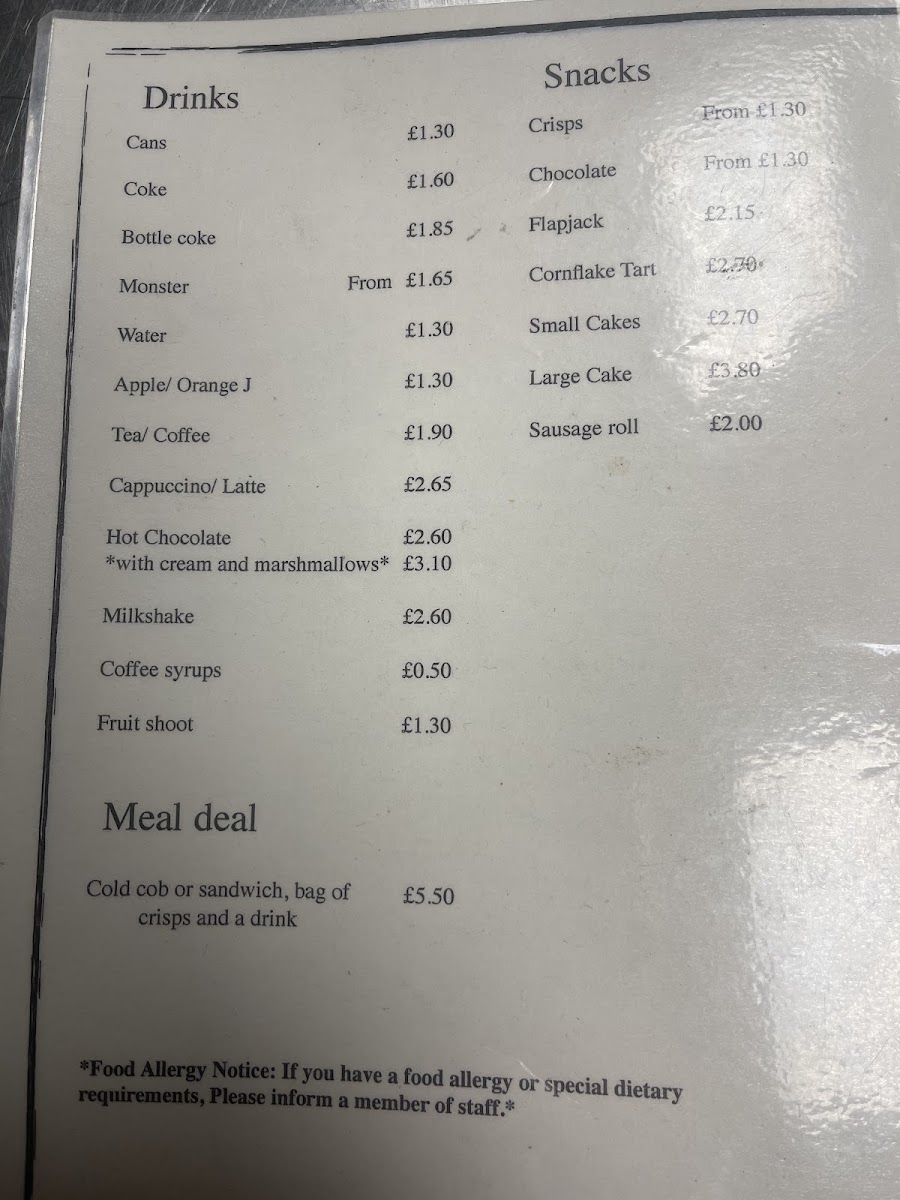 Drinks
Cans £1.30
Coke £1.60
Bottle coke £1.85
Monster From £1.65
Water £1.30
Apple/ Orange J £1.30
Tea/ Coffee £1.90
Cappuccino/ Latte £2.65
Hot Chocolate £2.60
*with cream and marshmallows* £3.10
Milkshake £2.60
Coffee syrups £0.50
Fruit shoot £1.30
Snacks
Crisps From £1.30
Chocolate From £1.30
Flapjack £2.15
Cornflake Tart £2.70
Small Cakes £2.70
Large Cake £3.80
Sausage roll £2.00
Meal deal
Cold cob or sandwich, bag of £5.50
crisps and a drink
*Food Allergy Notice: If you have a food allergy or special dietary
requirements, Please inform a member of staff.*